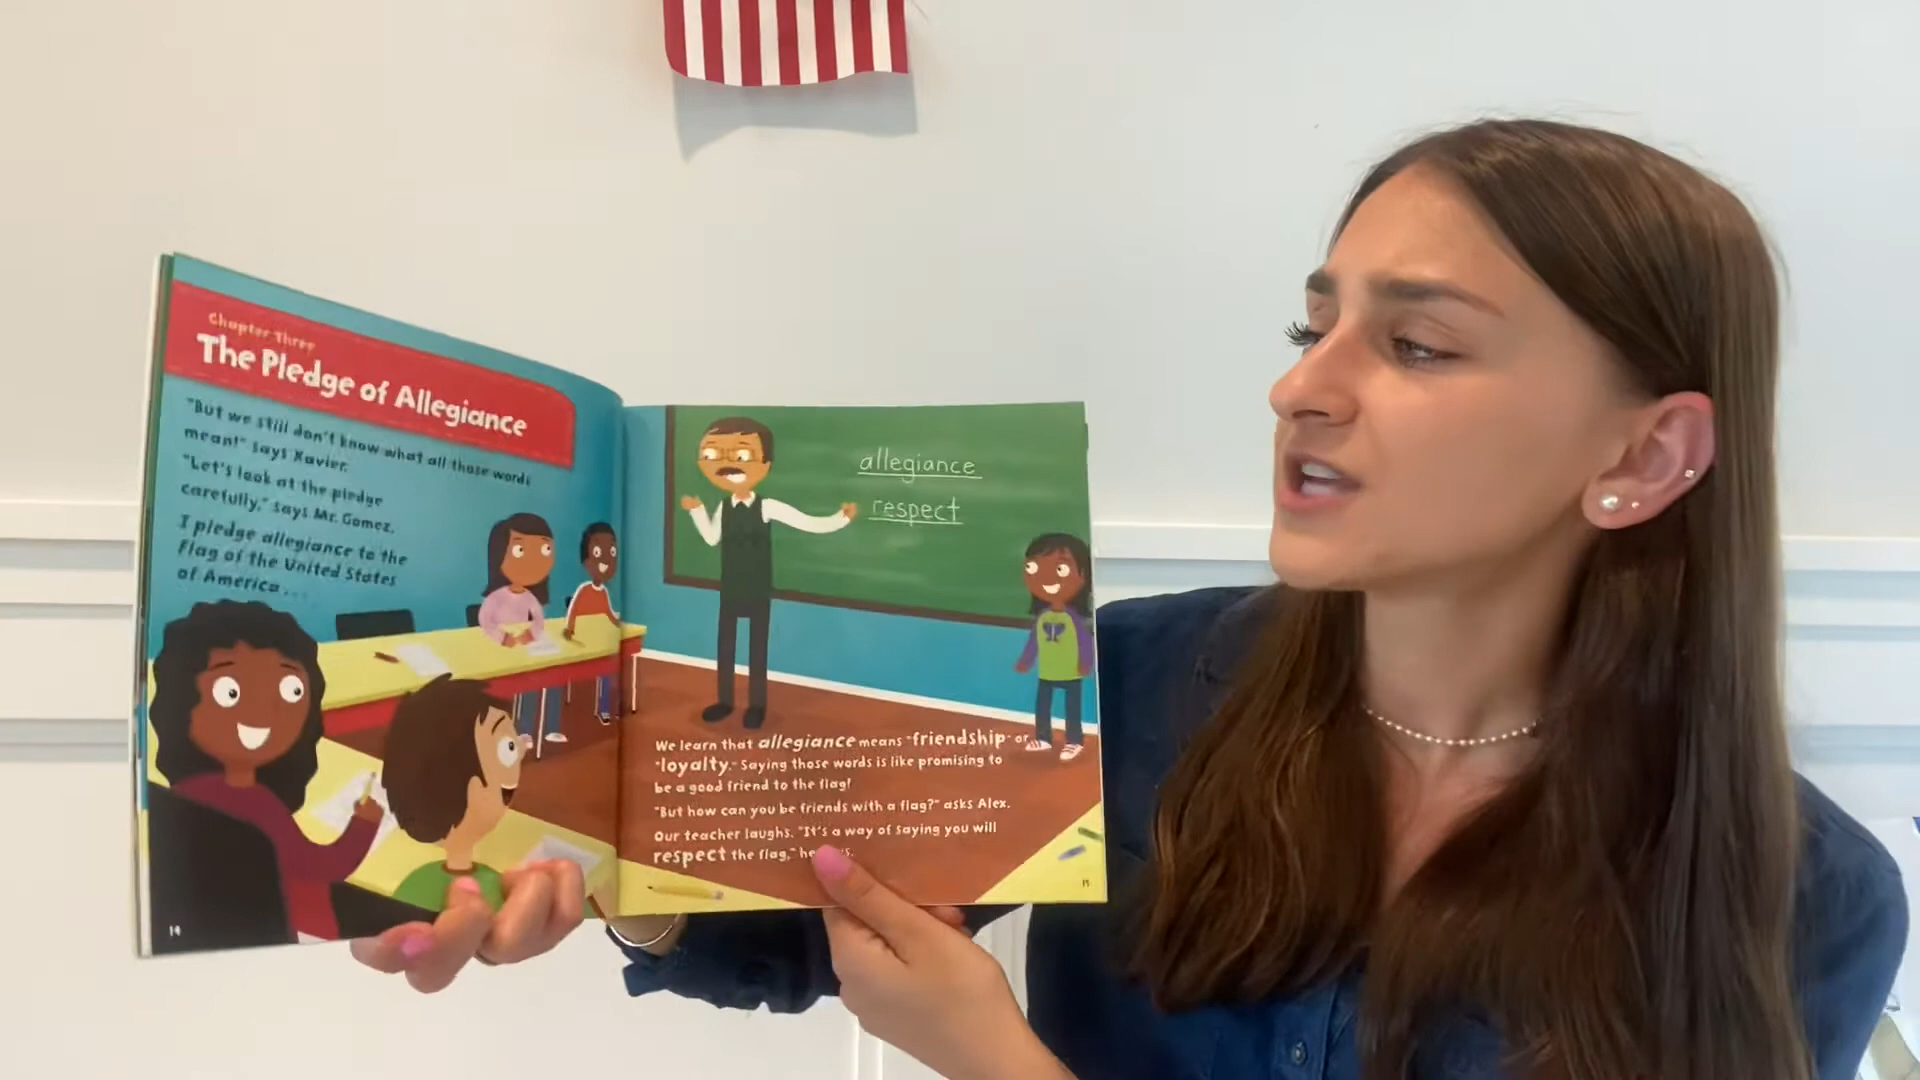 Chapter Three
The Pledge of Allegiance
"But we still don't know what all those words
mean!" says Xavier.
"Let's look at the pledge
carefully," says Mr. Gomez.
I pledge allegiance to the
Flag of the United States
of America...
14
allegiance
respect
We learn that allegiance means "friendship" or
"loyalty." Saying those words is like promising to
be a good friend to the flag!
"But how can you be friends with a flag?" asks Alex.
Our teacher laughs. "It's a way of saying you will
respect the flag," he
15